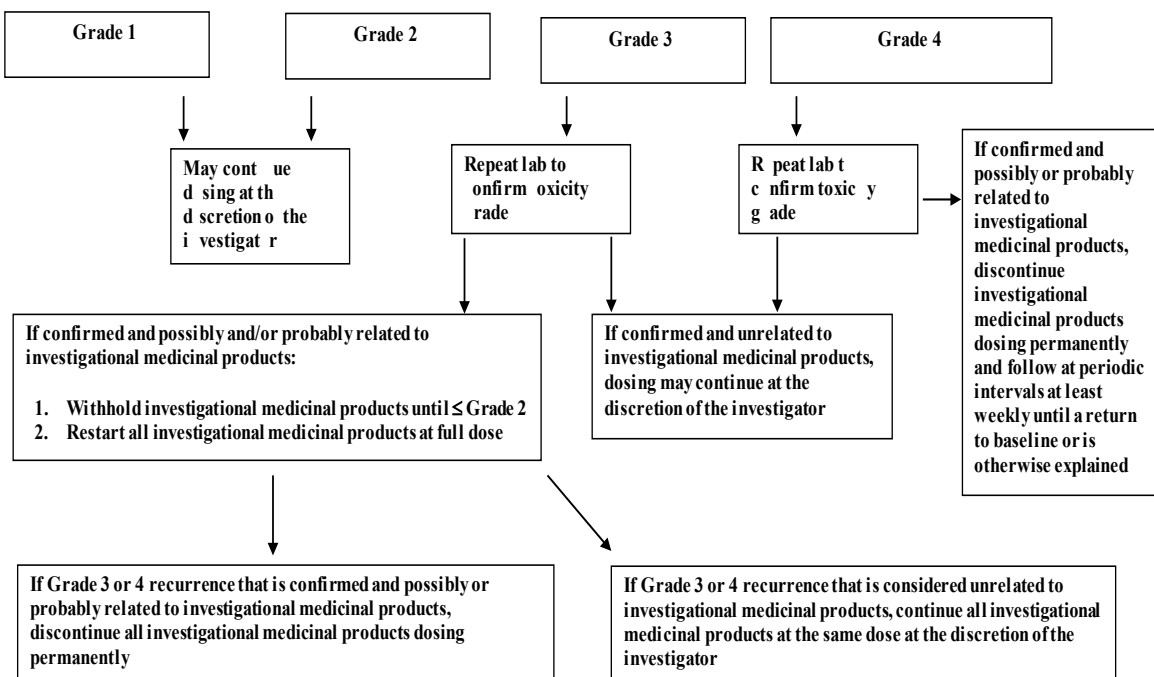 Grade 1
Grade 2
Grade 3
Grade 4
May cont ue
d sing at th
d scretion o the
i vestigat r
Repeat lab to
onfirm oxicity
rade
R peat lab t
c nfirm toxic y
g ade
If confirmed and
possibly or probably
related to
investigational
medicinal products,
discontinue
investigational
medicinal products
dosing permanently
and follow at periodic
intervals at least
weekly until a return
to baseline or is
otherwise explained
If confirmed and possibly and/or probably related to
investigational medicinal products:
1. Withhold investigational medicinal products until ≤ Grade 2
2. Restart all investigational medicinal products at full dose
If confirmed and unrelated to
investigational medicinal products,
dosing may continue at the
discretion of the investigator
If Grade 3 or 4 recurrence that is confirmed and possibly or
probably related to investigational medicinal products,
discontinue all investigational medicinal products dosing
permanently
If Grade 3 or 4 recurrence that is considered unrelated to
investigational medicinal products, continue all investigational
medicinal products at the same dose at the discretion of the
investigator